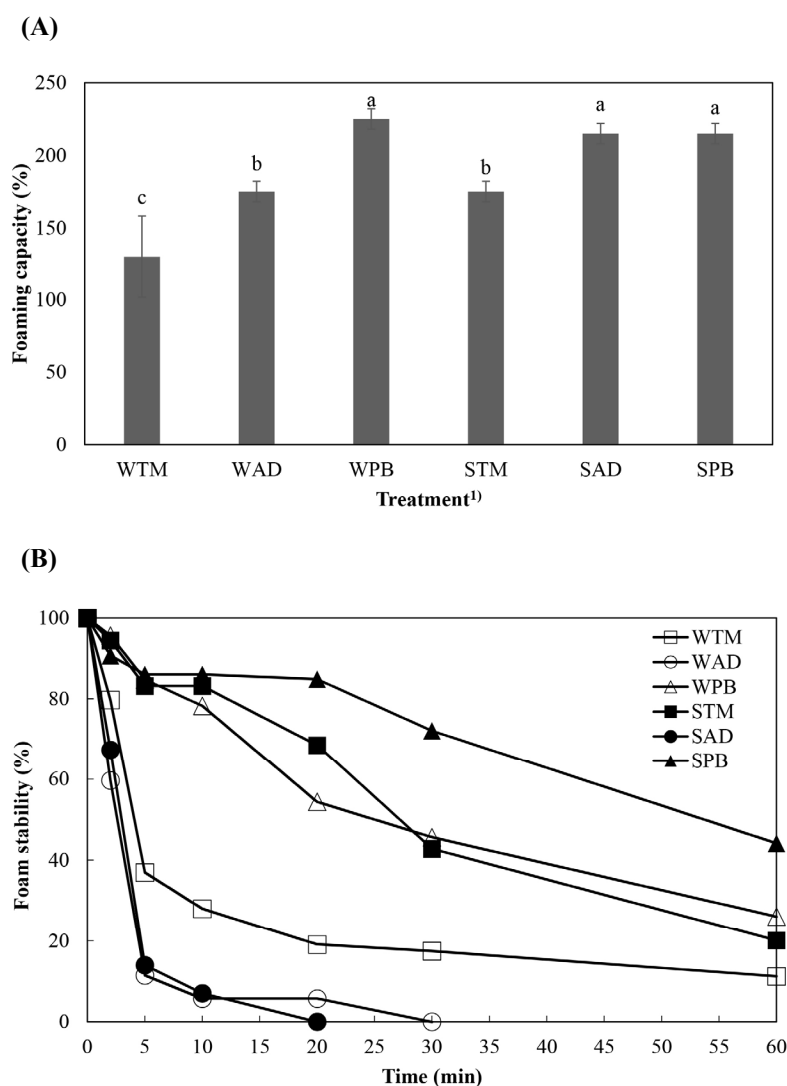 (A)
250
200
150
100
50
0
Foaming capacity (%)
c
b
a
b
a
a
WTM WAD WPB STM SAD SPB
Treatment¹⁾
(B)
100
80
60
40
20
0
Foam stability (%)
WTM
WAD
WPB
STM
SAD
SPB
0 5 10 15 20 25 30 35 40 45 50 55 60
Time (min)